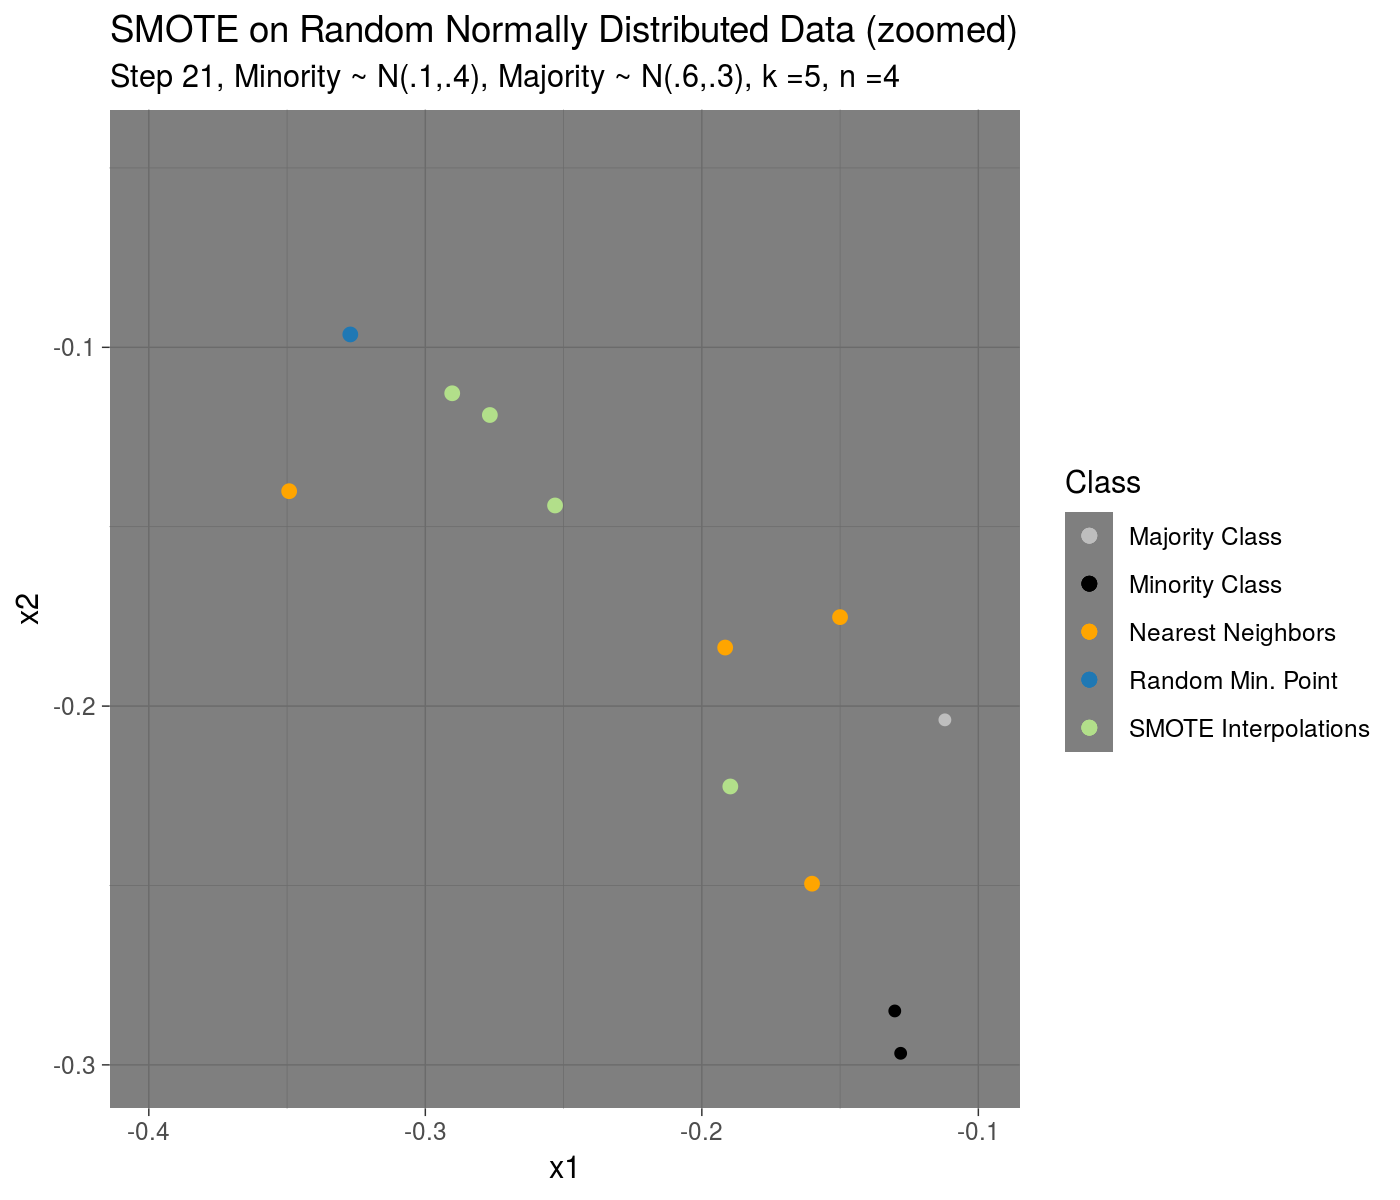 SMOTE on Random Normally Distributed Data (zoomed)
Step 21, Minority ~ N(.1,.4), Majority ~ N(.6,.3), k =5, n =4
-0.1
-0.2
-0.3
x2
-0.4
-0.3
-0.2
-0.1
x1
Class
Majority Class
Minority Class
Nearest Neighbors
Random Min. Point
SMOTE Interpolations